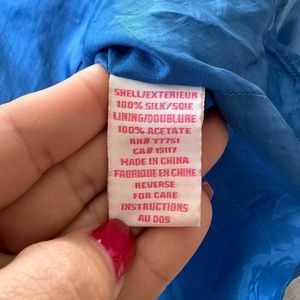 SHELL/EXTERIEUR
100% SILK/SOIE
LINING/DOUBLURE
100% ACETATE
RN# 77751
CA# 19117
MADE IN CHINA
FABRIQUE EN CHINE
REVERSE
FOR CARE
INSTRUCTIONS
AU DOS